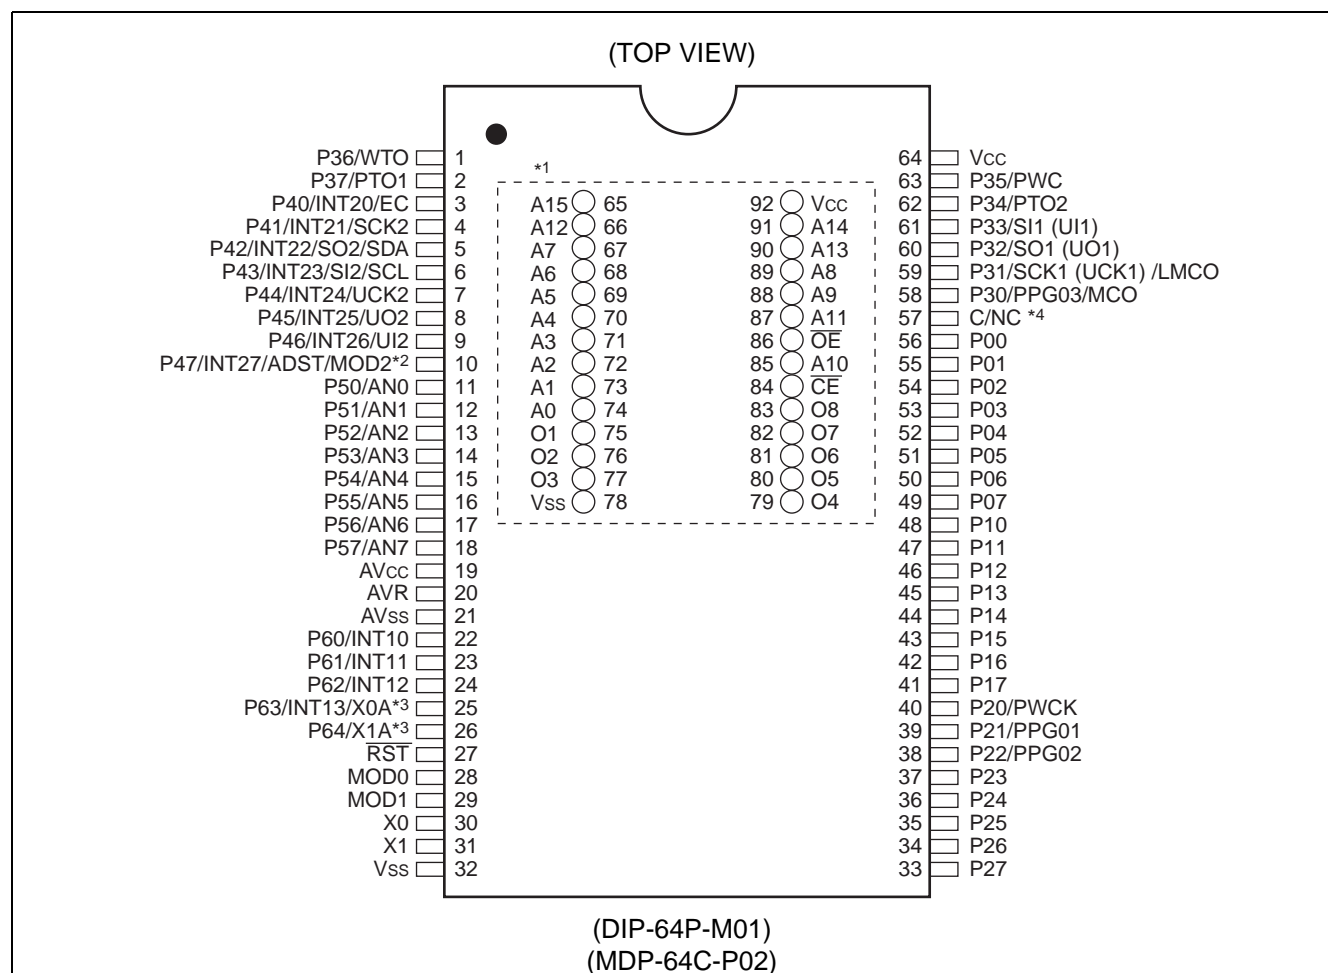 (TOP VIEW)
P36/WTO 1 64 Vcc
P37/PTO1 2 *1 63 P35/PWC
P40/INT20/EC 3 A15 65 92 Vcc 62 P34/PTO2
P41/INT21/SCK2 4 A12 66 91 A14 61 P33/SI1 (UI1)
P42/INT22/SO2/SDA 5 A7 67 90 A13 60 P32/SO1 (UO1)
P43/INT23/SI2/SCL 6 A6 68 89 A8 59 P31/SCK1 (UCK1) /LMCO
P44/INT24/UCK2 7 A5 69 88 A9 58 P30/PPG03/MCO
P45/INT25/UO2 8 A4 70 87 A11 57 C/NC *4
P46/INT26/UI2 9 A3 71 86 O̅E̅ 56 P00
P47/INT27/ADST/MOD2*2 10 A2 72 85 A10 55 P01
P50/AN0 11 A1 73 84 C̅E̅ 54 P02
P51/AN1 12 A0 74 83 O8 53 P03
P52/AN2 13 O1 75 82 O7 52 P04
P53/AN3 14 O2 76 81 O6 51 P05
P54/AN4 15 O3 77 80 O5 50 P06
P55/AN5 16 Vss 78 79 O4 49 P07
P56/AN6 17 48 P10
P57/AN7 18 47 P11
AVcc 19 46 P12
AVR 20 45 P13
AVss 21 44 P14
P60/INT10 22 43 P15
P61/INT11 23 42 P16
P62/INT12 24 41 P17
P63/INT13/X0A*3 25 40 P20/PWCK
P64/X1A*3 26 39 P21/PPG01
R̅S̅T̅ 27 38 P22/PPG02
MOD0 28 37 P23
MOD1 29 36 P24
X0 30 35 P25
X1 31 34 P26
Vss 32 33 P27
(DIP-64P-M01)
(MDP-64C-P02)